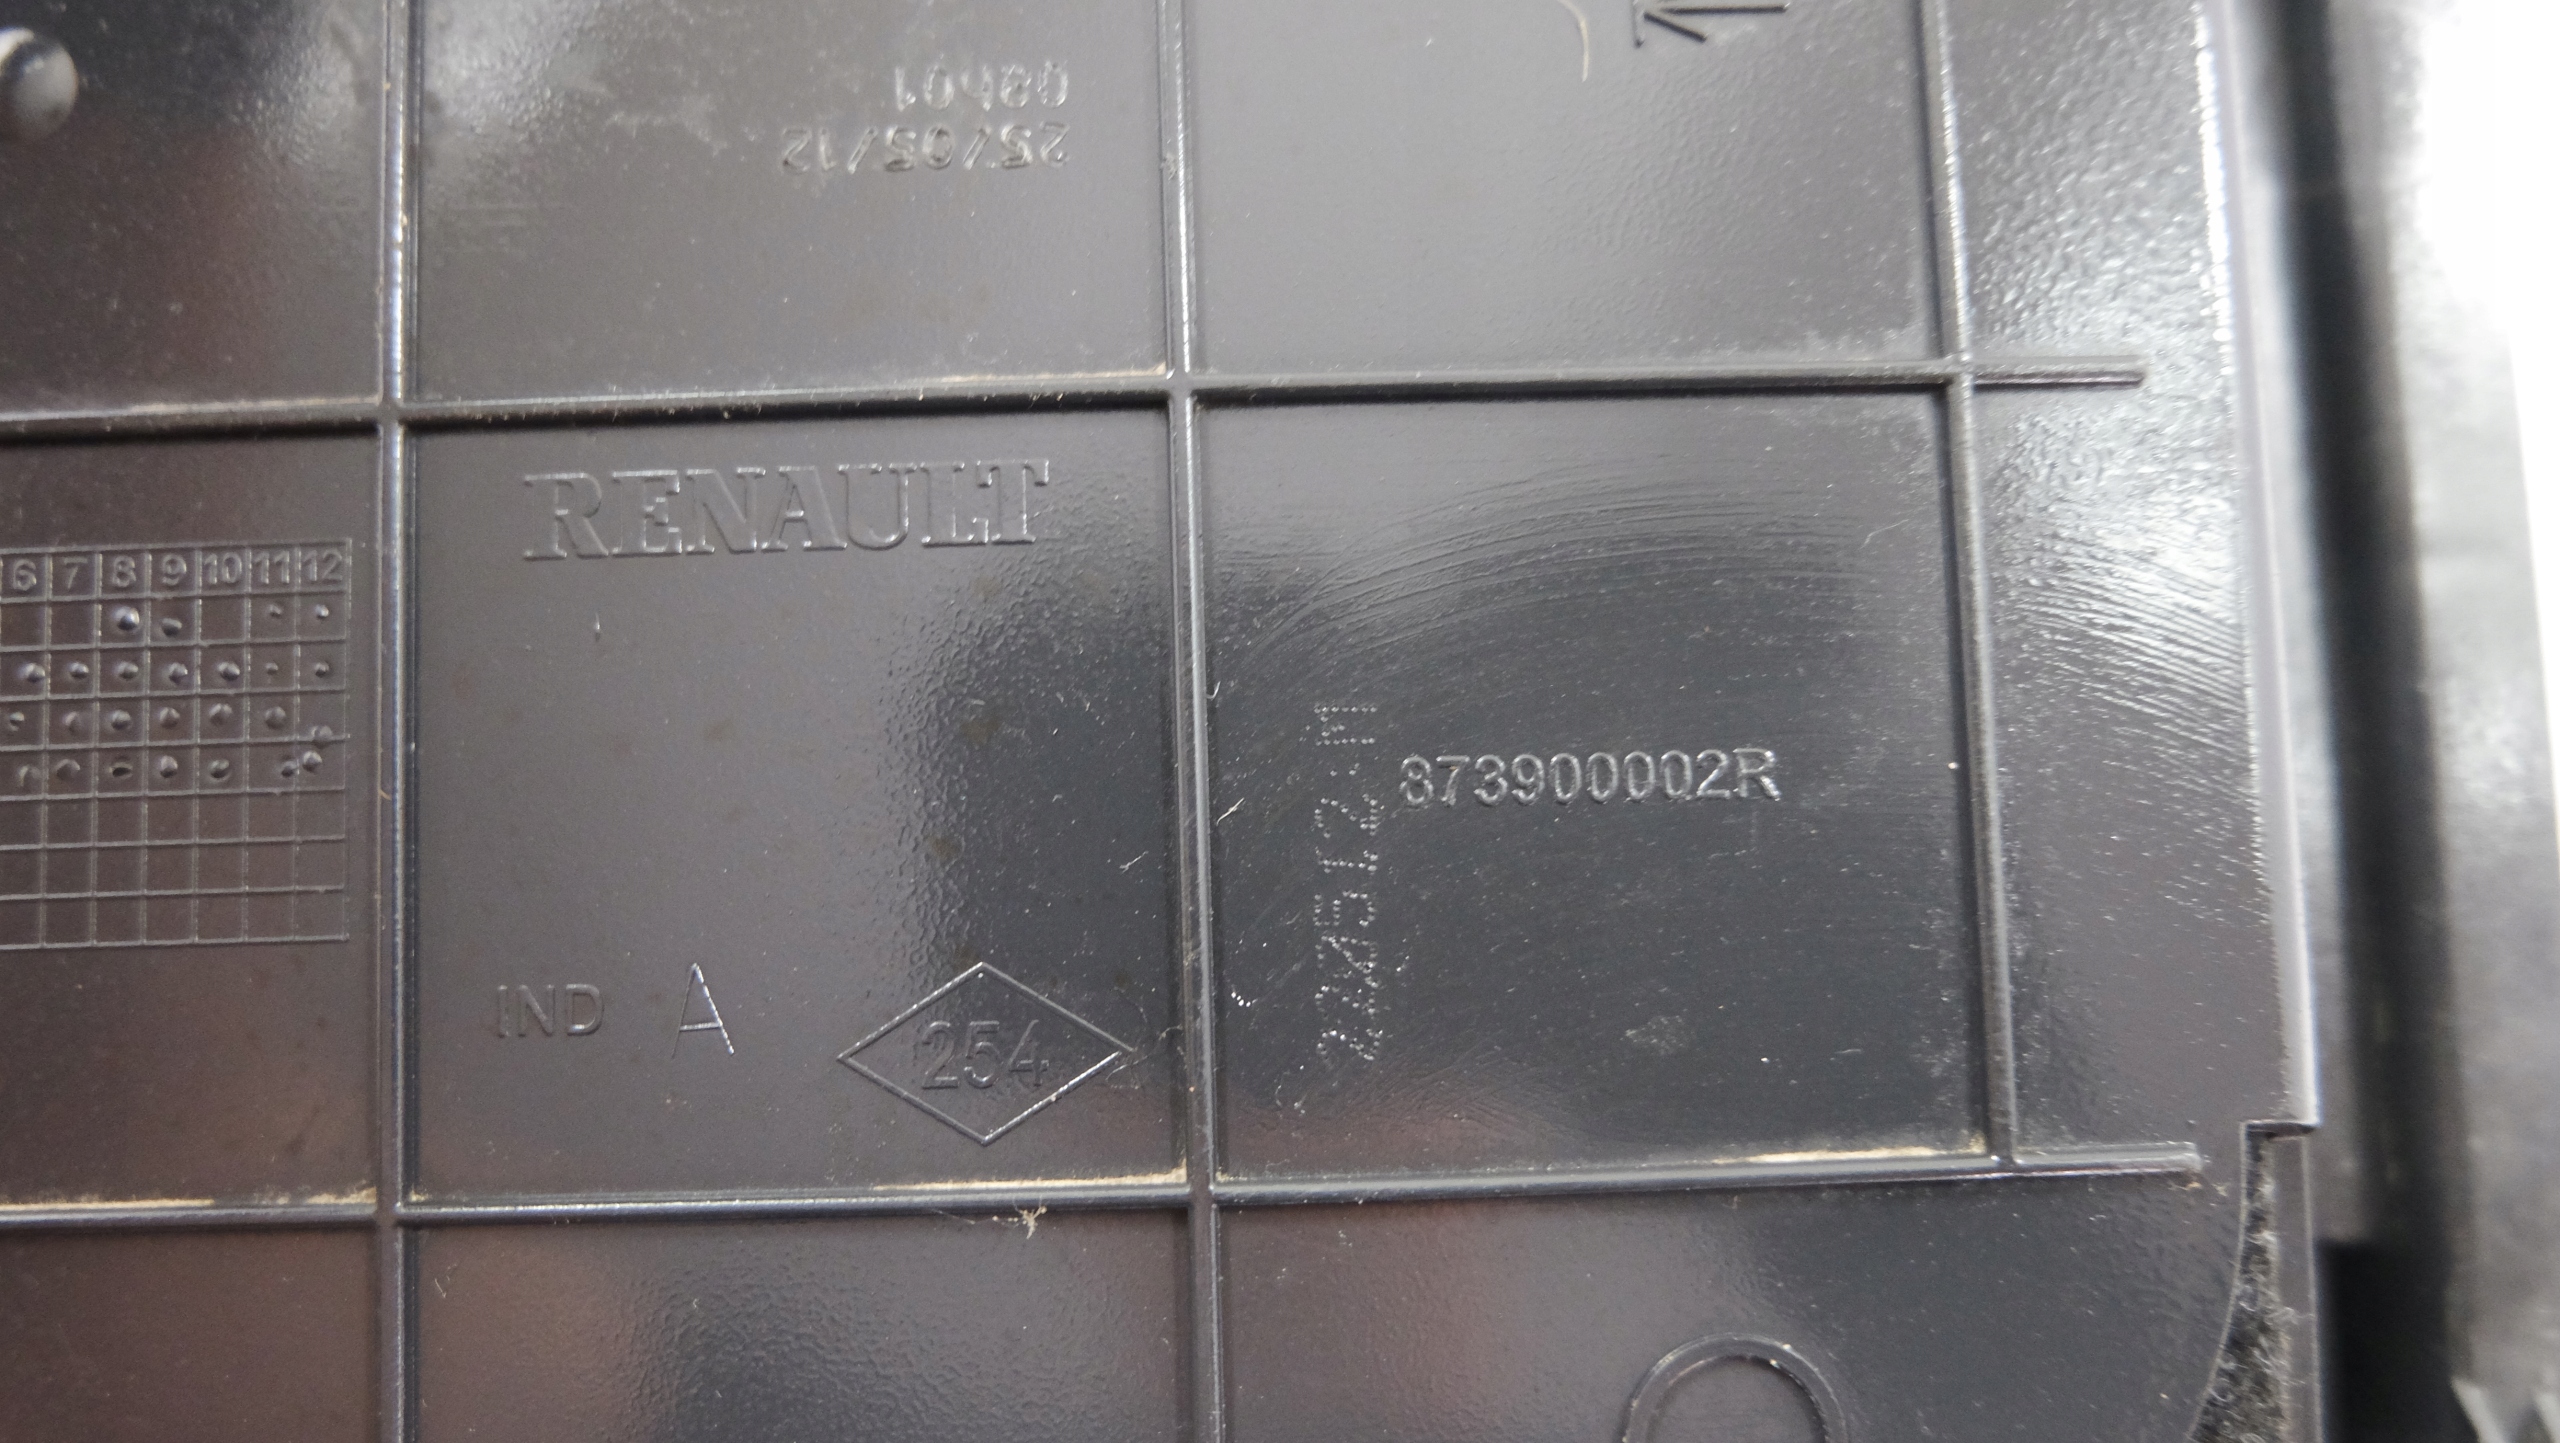 08h01
25/05/12
RENAULT
6 7 8 9 10 11 12
873900002R
IND A
254